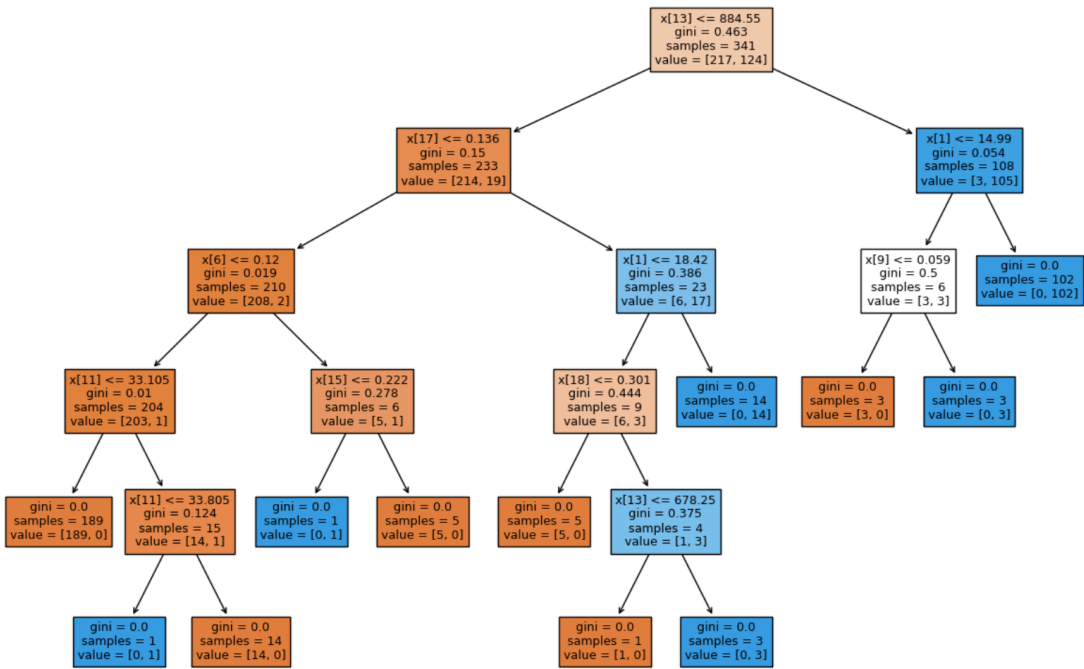 x[13] <= 884.55
gini = 0.463
samples = 341
value = [217, 124]
x[17] <= 0.136
gini = 0.15
samples = 233
value = [214, 19]
x[1] <= 14.99
gini = 0.054
samples = 108
value = [3, 105]
x[6] <= 0.12
gini = 0.019
samples = 210
value = [208, 2]
x[1] <= 18.42
gini = 0.386
samples = 23
value = [6, 17]
x[9] <= 0.059
gini = 0.5
samples = 6
value = [3, 3]
gini = 0.0
samples = 102
value = [0, 102]
x[11] <= 33.105
gini = 0.01
samples = 204
value = [203, 1]
x[15] <= 0.222
gini = 0.278
samples = 6
value = [5, 1]
x[18] <= 0.301
gini = 0.444
samples = 9
value = [6, 3]
gini = 0.0
samples = 14
value = [0, 14]
gini = 0.0
samples = 3
value = [3, 0]
gini = 0.0
samples = 3
value = [0, 3]
gini = 0.0
samples = 189
value = [189, 0]
x[11] <= 33.805
gini = 0.124
samples = 15
value = [14, 1]
gini = 0.0
samples = 1
value = [0, 1]
gini = 0.0
samples = 5
value = [5, 0]
gini = 0.0
samples = 5
value = [5, 0]
x[13] <= 678.25
gini = 0.375
samples = 4
value = [1, 3]
gini = 0.0
samples = 1
value = [0, 1]
gini = 0.0
samples = 14
value = [14, 0]
gini = 0.0
samples = 1
value = [1, 0]
gini = 0.0
samples = 3
value = [0, 3]